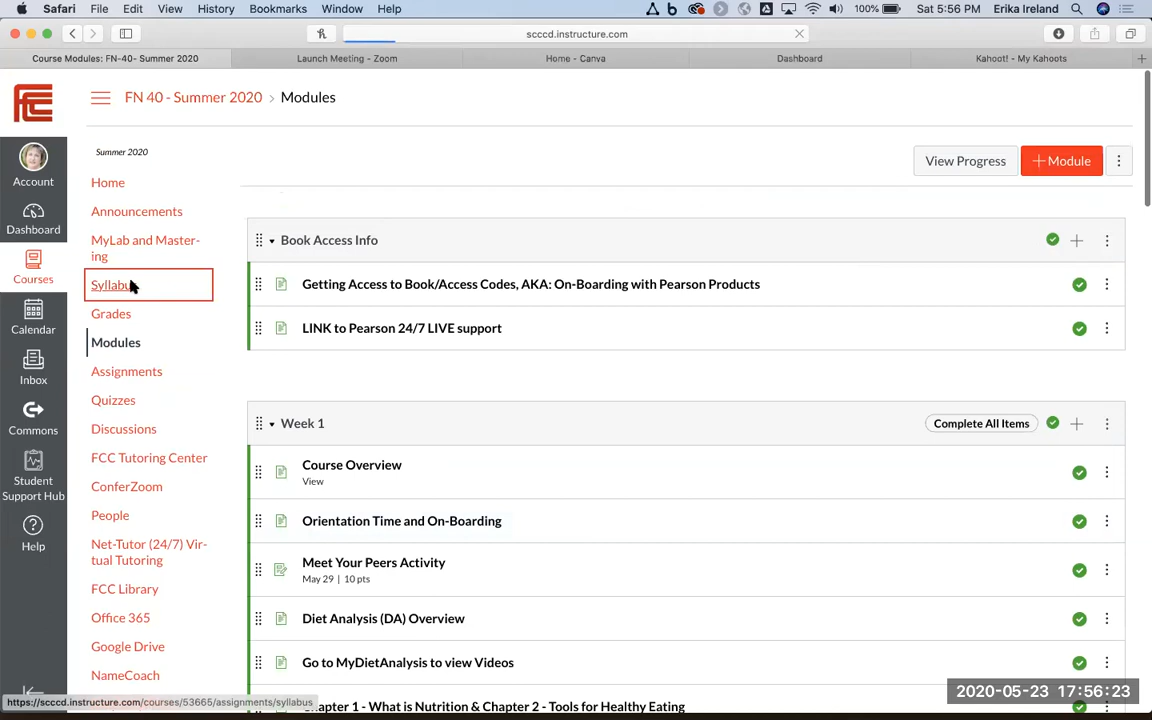 Safari File Edit View History Bookmarks Window Help 100% Sat 5:56 PM Erika Ireland
scccd.instructure.com
Course Modules: FN-40- Summer 2020 Launch Meeting - Zoom Home - Canva Dashboard Kahoot! - My Kahoots
FCC
FN 40 - Summer 2020 > Modules
Account
Dashboard
Courses
Calendar
Inbox
Commons
Student
Support Hub
Help
Summer 2020
Home
Announcements
MyLab and Master-
ing
Syllabus
Grades
Modules
Assignments
Quizzes
Discussions
FCC Tutoring Center
ConferZoom
People
Net-Tutor (24/7) Vir-
tual Tutoring
FCC Library
Office 365
Google Drive
NameCoach
View Progress + Module
Book Access Info
Getting Access to Book/Access Codes, AKA: On-Boarding with Pearson Products
LINK to Pearson 24/7 LIVE support
Week 1 Complete All Items
Course Overview
View
Orientation Time and On-Boarding
Meet Your Peers Activity
May 29 | 10 pts
Diet Analysis (DA) Overview
Go to MyDietAnalysis to view Videos
Chapter 1 - What is Nutrition & Chapter 2 - Tools for Healthy Eating
https://scccd.instructure.com/courses/53665/assignments/syllabus
2020-05-23 17:56:23